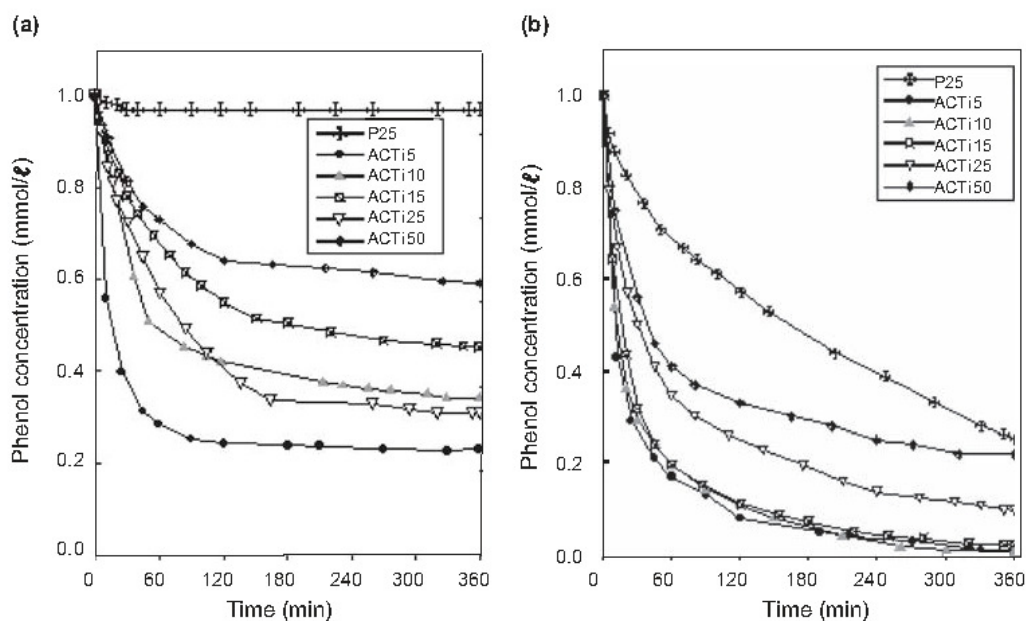 (a)
Phenol concentration (mmol/ℓ)
1.0
0.8
0.6
0.4
0.2
0.0
P25
ACTi5
ACTi10
ACTi15
ACTi25
ACTi50
0 60 120 180 240 300 360
Time (min)
(b)
Phenol concentration (mmol/ℓ)
1.0
0.8
0.6
0.4
0.2
0.0
P25
ACTi5
ACTi10
ACTi15
ACTi25
ACTi50
0 60 120 180 240 300 360
Time (min)